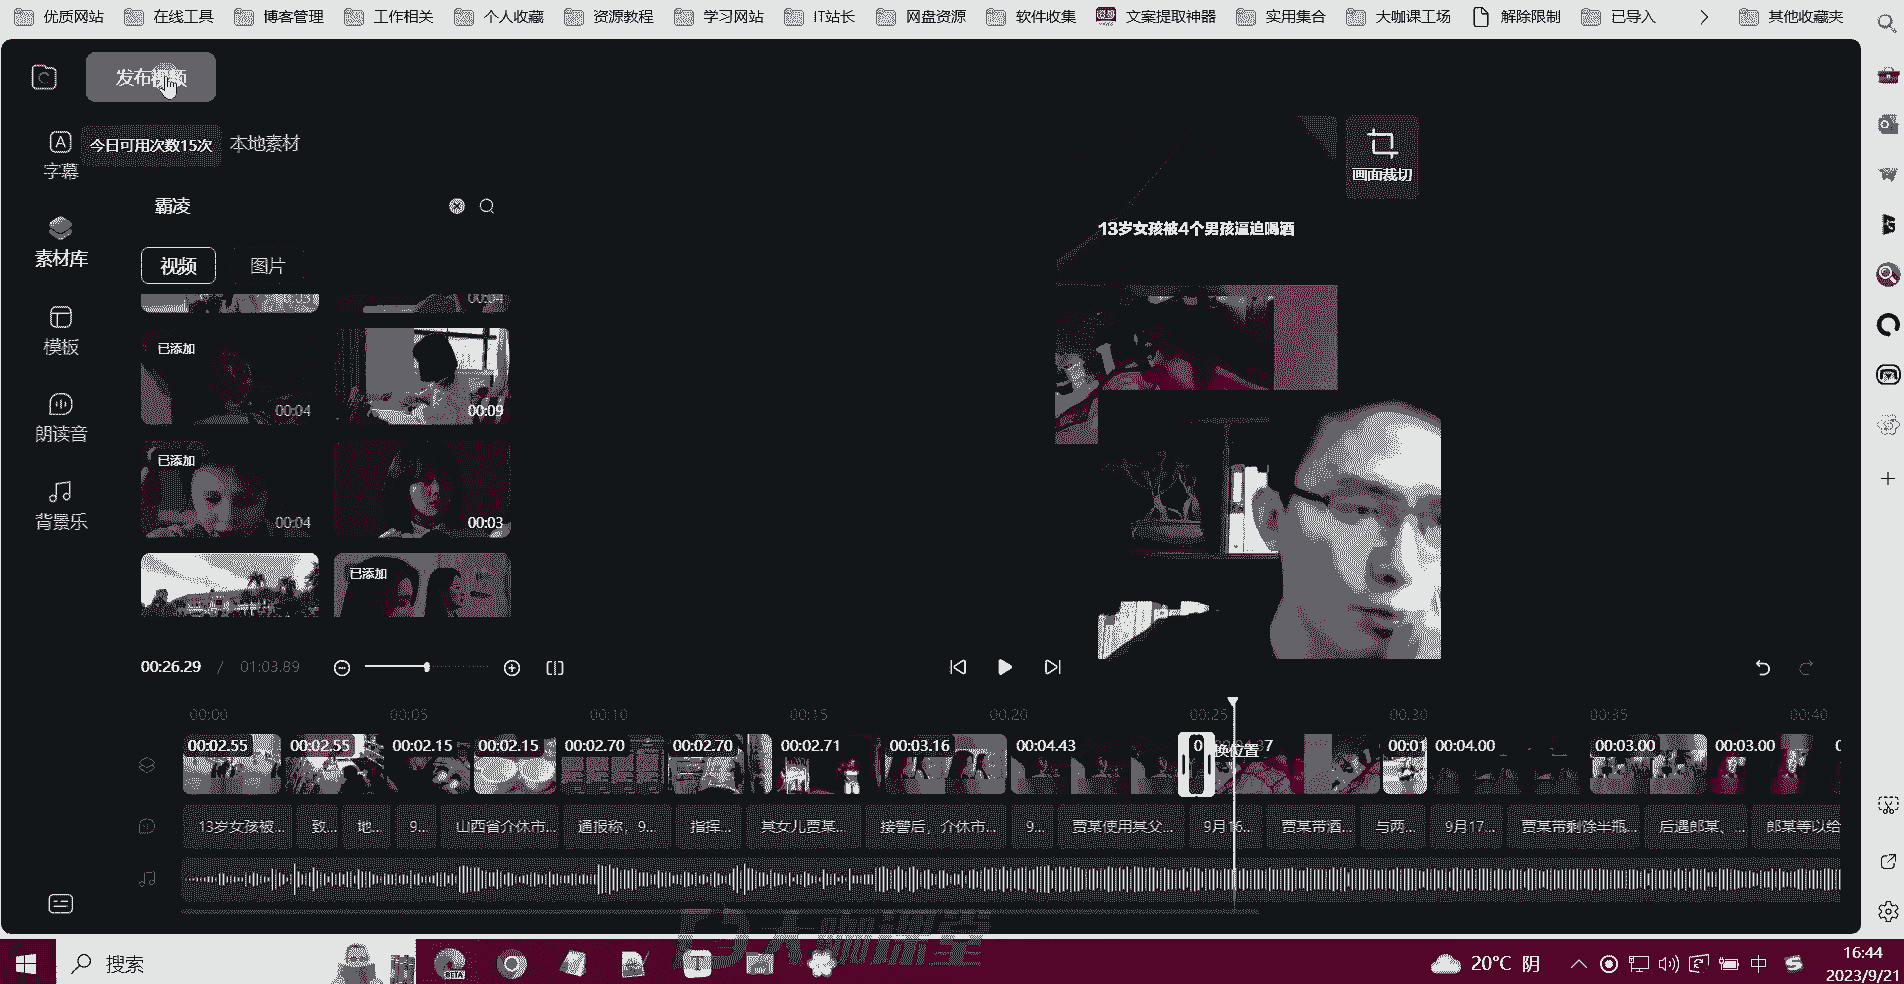 优质网站
在线工具
博客管理
工作相关
个人收藏
资源教程
学习网站
IT站长
网盘资源
软件收集
文案提取神器
实用集合
大咖课工场
解除限制
已导入
其他收藏夹
发布视频
今日可用次数15次
本地素材
字幕
霸凌
素材库
视频
图片
模板
已添加
00:04
00:09
朗读音
已添加
00:04
00:03
背景乐
已添加
画面裁切
13岁女孩被4个男孩逼迫喝酒
00:26.29 / 01:03.89
00:00
00:05
00:10
00:15
00:20
00:25
00:30
00:35
00:40
00:02.55
00:02.55
00:02.15
00:02.15
00:02.70
00:02.70
00:02.71
00:03.16
00:04.43
换位置
00:04.00
00:03.00
00:03.00
13岁女孩被...
致...
地...
9...
山西省介休市...
通报称，9...
指挥...
其女儿贾某...
接警后，介休市...
9...
贾某使用其父...
9月16...
贾某带酒...
与两...
9月17...
贾某带剩余半瓶...
后遇郎某、...
郎某等以给
大咖课堂
搜索
20°C 阴
中
16:44
2023/9/21